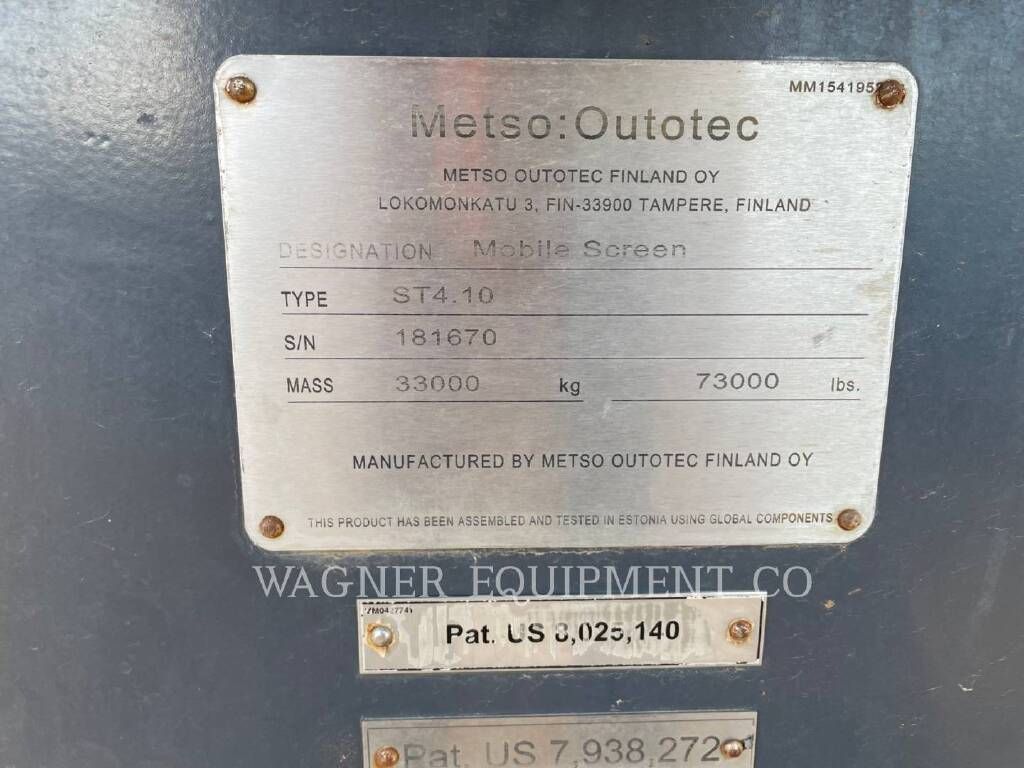 MM154195
Metso:Outotec
METSO OUTOTEC FINLAND OY
LOKOMONKATU 3, FIN-33900 TAMPERE, FINLAND
DESIGNATION Mobile Screen
TYPE ST4.10
S/N 181670
MASS 33000 kg 73000 lbs.
MANUFACTURED BY METSO OUTOTEC FINLAND OY
THIS PRODUCT HAS BEEN ASSEMBLED AND TESTED IN ESTONIA USING GLOBAL COMPONENTS
WAGNER EQUIPMENT CO
Pat. US 8,025,140
Pat. US 7,938,272